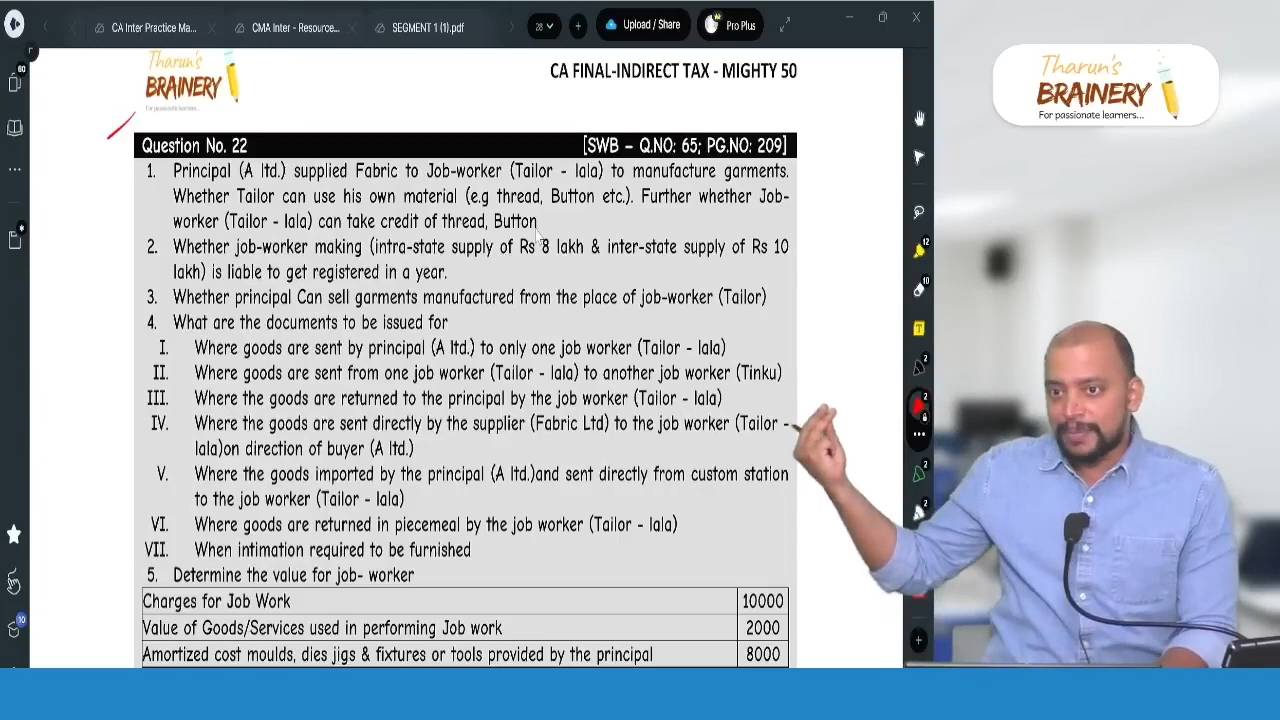 CA Inter Practice Ma...
CMA Inter - Resource...
SEGMENT 1 (1).pdf
28
Upload / Share
Pro Plus
Tharun's
BRAINERY
For passionate learners...
CA FINAL-INDIRECT TAX - MIGHTY 50
Tharun's
BRAINERY
For passionate learners...
Question No. 22 [SWB – Q.NO: 65; PG.NO: 209]
1. Principal (A ltd.) supplied Fabric to Job-worker (Tailor - lala) to manufacture garments.
Whether Tailor can use his own material (e.g thread, Button etc.). Further whether Job-
worker (Tailor - lala) can take credit of thread, Button
2. Whether job-worker making (intra-state supply of Rs 8 lakh & inter-state supply of Rs 10
lakh) is liable to get registered in a year.
3. Whether principal Can sell garments manufactured from the place of job-worker (Tailor)
4. What are the documents to be issued for
I. Where goods are sent by principal (A ltd.) to only one job worker (Tailor - lala)
II. Where goods are sent from one job worker (Tailor - lala) to another job worker (Tinku)
III. Where the goods are returned to the principal by the job worker (Tailor - lala)
IV. Where the goods are sent directly by the supplier (Fabric Ltd) to the job worker (Tailor -
lala)on direction of buyer (A ltd.)
V. Where the goods imported by the principal (A ltd.)and sent directly from custom station
to the job worker (Tailor - lala)
VI. Where goods are returned in piecemeal by the job worker (Tailor - lala)
VII. When intimation required to be furnished
5. Determine the value for job- worker
Charges for Job Work 10000
Value of Goods/Services used in performing Job work 2000
Amortized cost moulds, dies jigs & fixtures or tools provided by the principal 8000
60
10
12
10
T
2
2
2
2